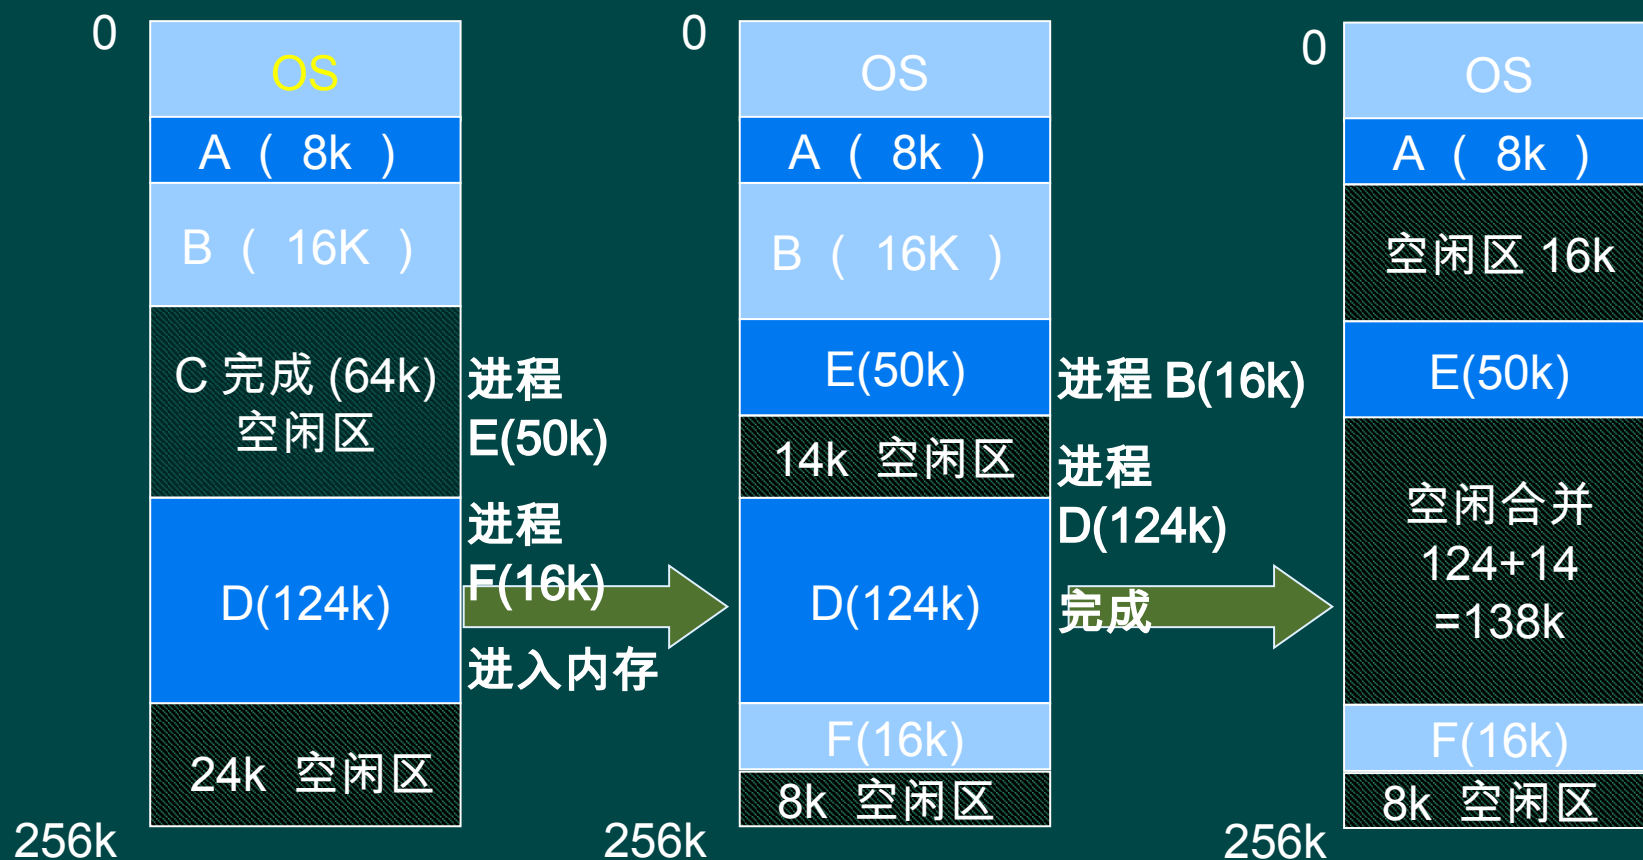 0
OS
A ( 8k )
B ( 16K )
C 完成 (64k)
空闲区
D(124k)
24k 空闲区
256k
进程
E(50k)
进程
F(16k)
进入内存
0
OS
A ( 8k )
B ( 16K )
E(50k)
14k 空闲区
D(124k)
F(16k)
8k 空闲区
256k
进程 B(16k)
进程
D(124k)
完成
0
OS
A ( 8k )
空闲区 16k
E(50k)
空闲合并
124+14
=138k
F(16k)
8k 空闲区
256k